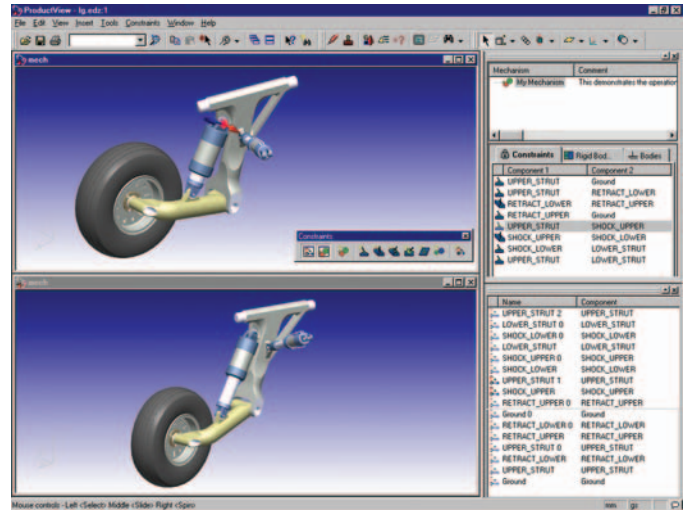 ProductView - lg.edz:1
File Edit View Insert Tools Constraints Window Help
mech
Constraints
mech
Mechanism Comment
My Mechanism This demonstrates the operation
Constraints Rigid Bod... Bodies
Component 1 Component 2
UPPER_STRUT Ground
UPPER_STRUT RETRACT_LOWER
RETRACT_LOWER RETRACT_UPPER
RETRACT_UPPER Ground
UPPER_STRUT SHOCK_UPPER
SHOCK_UPPER SHOCK_LOWER
SHOCK_LOWER LOWER_STRUT
UPPER_STRUT LOWER_STRUT
Name Component
UPPER_STRUT 2 UPPER_STRUT
LOWER_STRUT 0 LOWER_STRUT
SHOCK_LOWER 0 SHOCK_LOWER
LOWER_STRUT LOWER_STRUT
SHOCK_UPPER 0 SHOCK_UPPER
SHOCK_LOWER SHOCK_LOWER
UPPER_STRUT 1 UPPER_STRUT
SHOCK_UPPER SHOCK_UPPER
RETRACT_UPPER 0 RETRACT_UPPER
Ground 0 Ground
RETRACT_LOWER 0 RETRACT_LOWER
RETRACT_UPPER RETRACT_UPPER
UPPER_STRUT 0 UPPER_STRUT
RETRACT_LOWER RETRACT_LOWER
UPPER_STRUT UPPER_STRUT
Ground Ground
Mouse controls - Left <Select> Middle <Slide> Right <Spin> mm